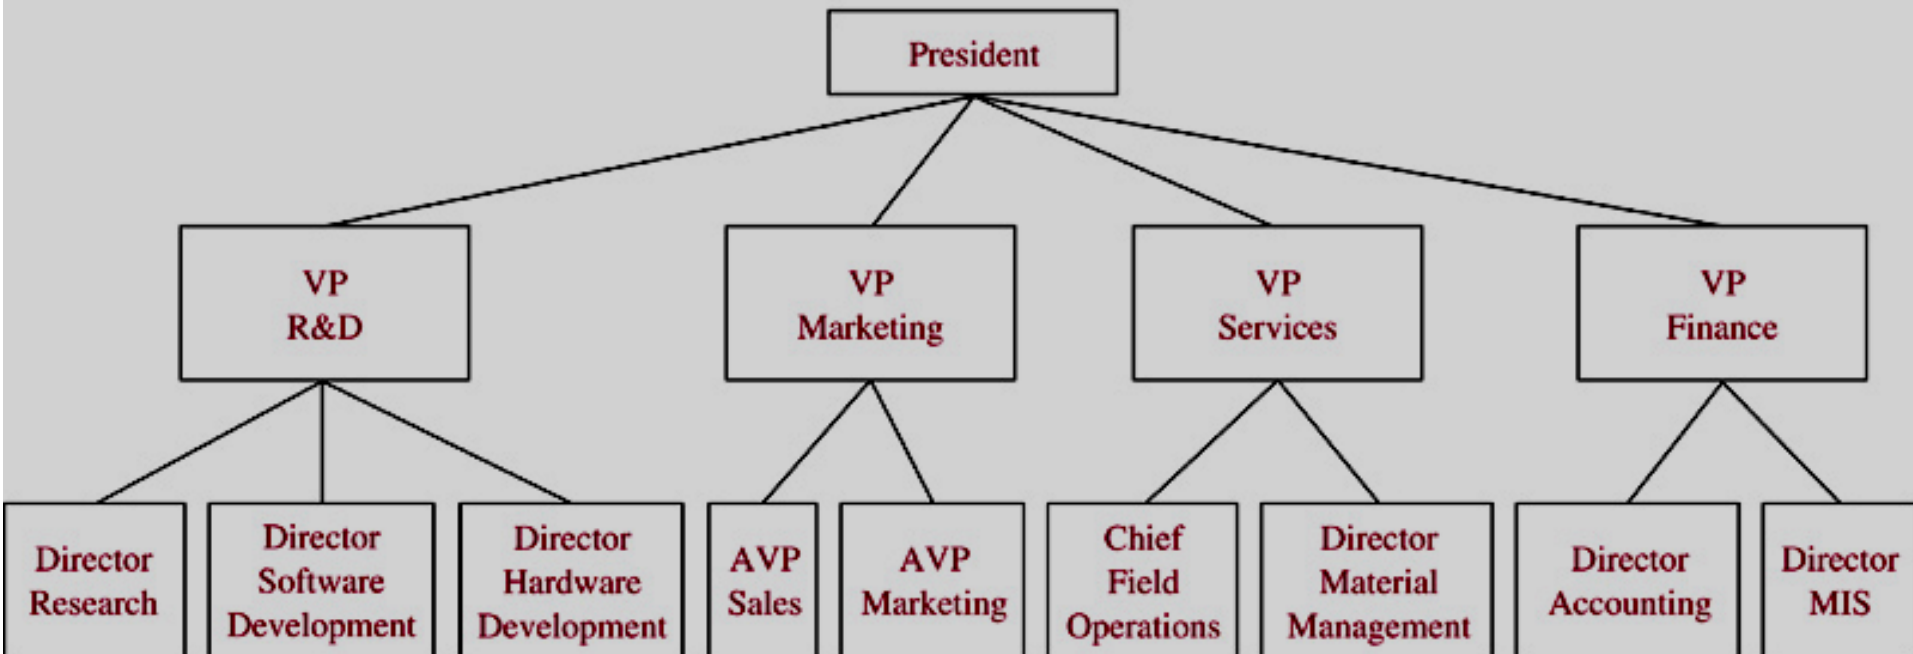 President
VP
R&D
VP
Marketing
VP
Services
VP
Finance
Director
Research
Director
Software
Development
Director
Hardware
Development
AVP
Sales
AVP
Marketing
Chief
Field
Operations
Director
Material
Management
Director
Accounting
Director
MIS